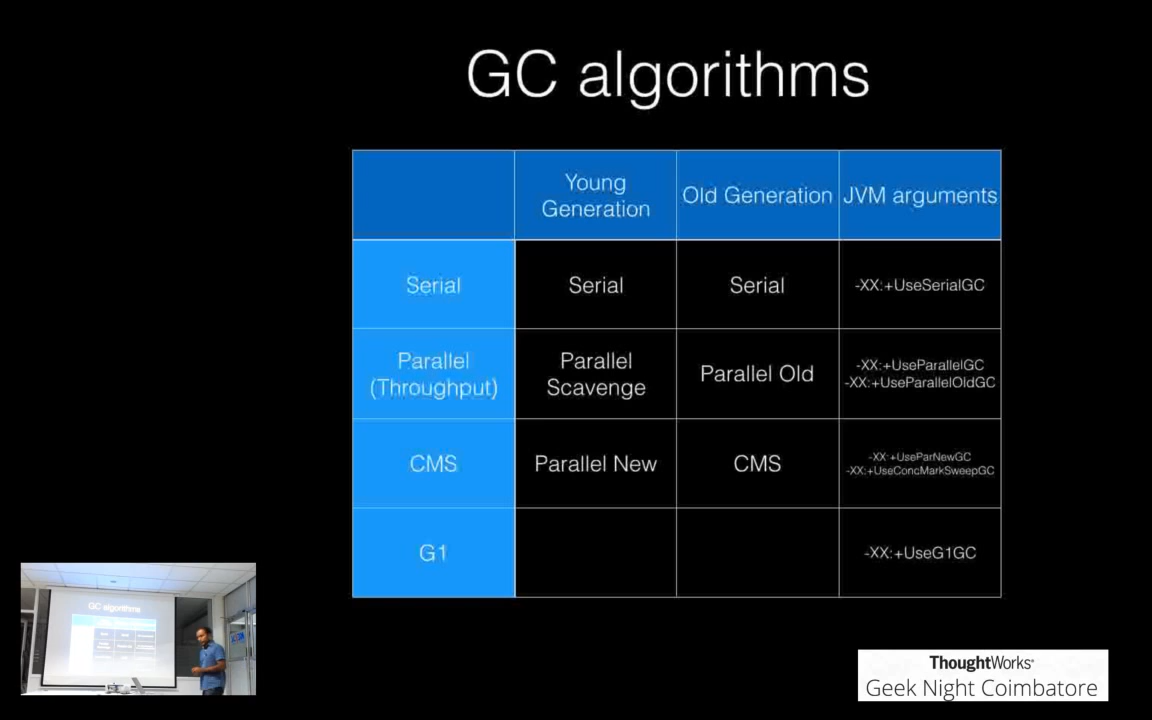 GC algorithms
Young
Generation
Old Generation
JVM arguments
Serial
Serial
Serial
-XX:+UseSerialGC
Parallel
(Throughput)
Parallel
Scavenge
Parallel Old
-XX:+UseParallelGC
-XX:+UseParallelOldGC
CMS
Parallel New
CMS
-XX:+UseParNewGC
-XX:+UseConcMarkSweepGC
G1
-XX:+UseG1GC
GC algorithms
ThoughtWorks®
Geek Night Coimbatore